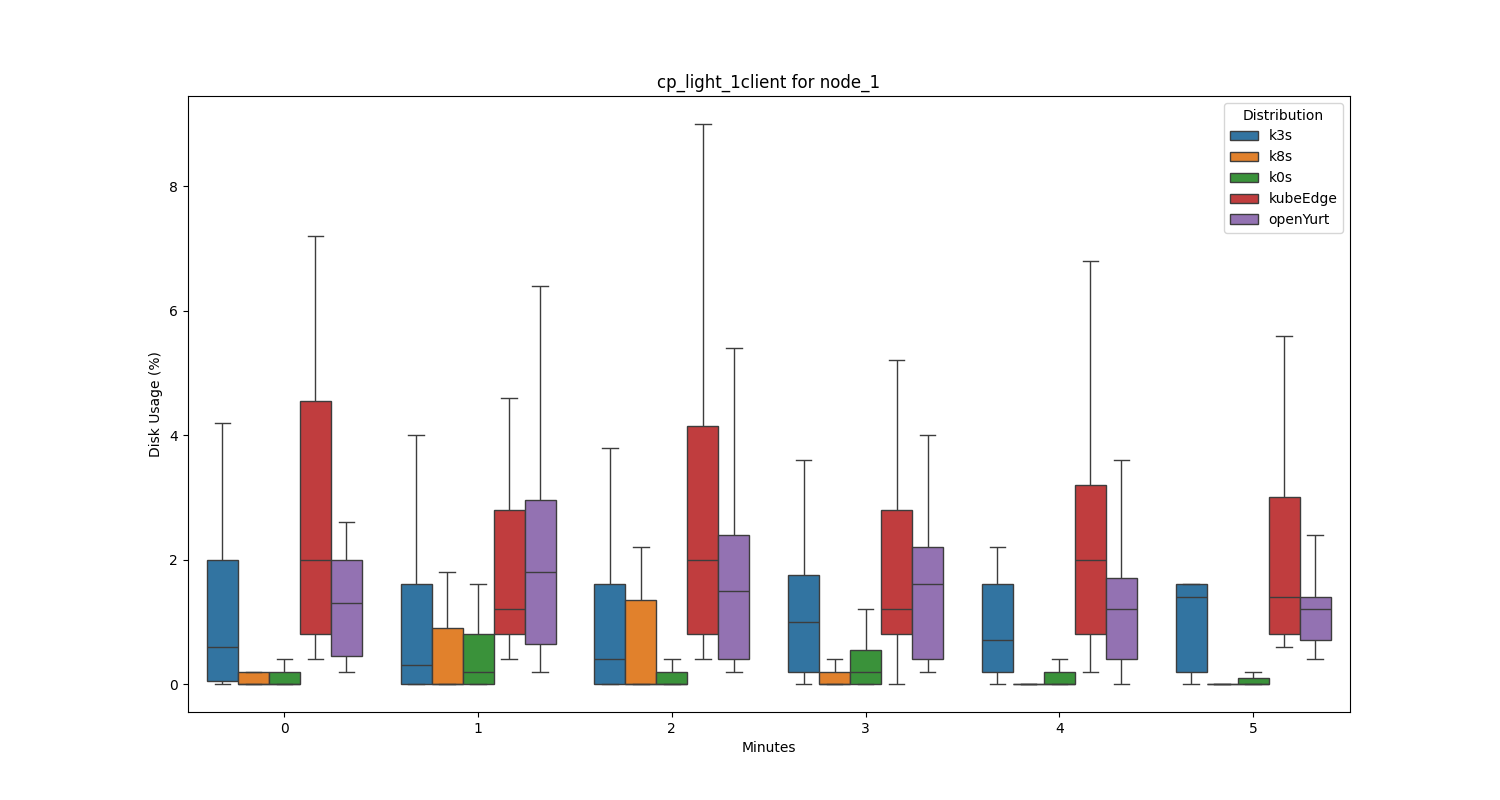 cp_light_1client for node_1
Distribution
k3s
k8s
k0s
kubeEdge
openYurt
Disk Usage (%)
8
6
4
2
0
0 1 2 3 4 5
Minutes